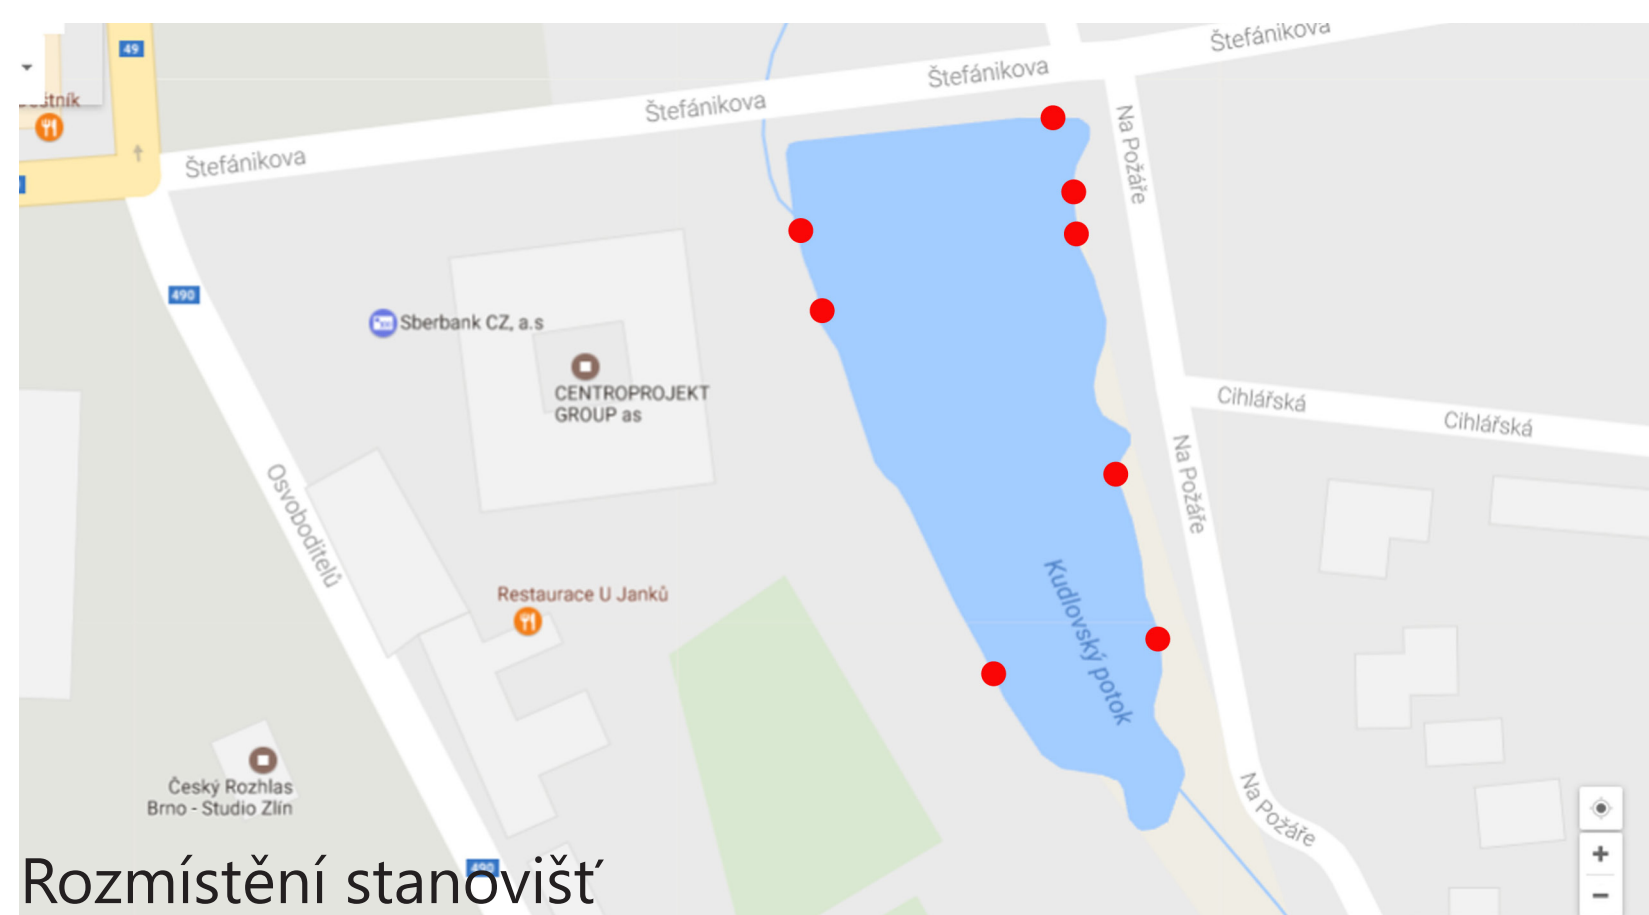 49
Štefánikova
Štefánikova
Štefánikova
Štefánikova
Na Požáře
490
Sberbank CZ, a.s
CENTROPROJEKT
GROUP as
Cihlářská
Cihlářská
Na Požáře
Osvoboditelů
Restaurace U Janků
Kudlovský potok
Český Rozhlas
Brno - Studio Zlín
Na Požáře
490
Rozmístění stanovišť